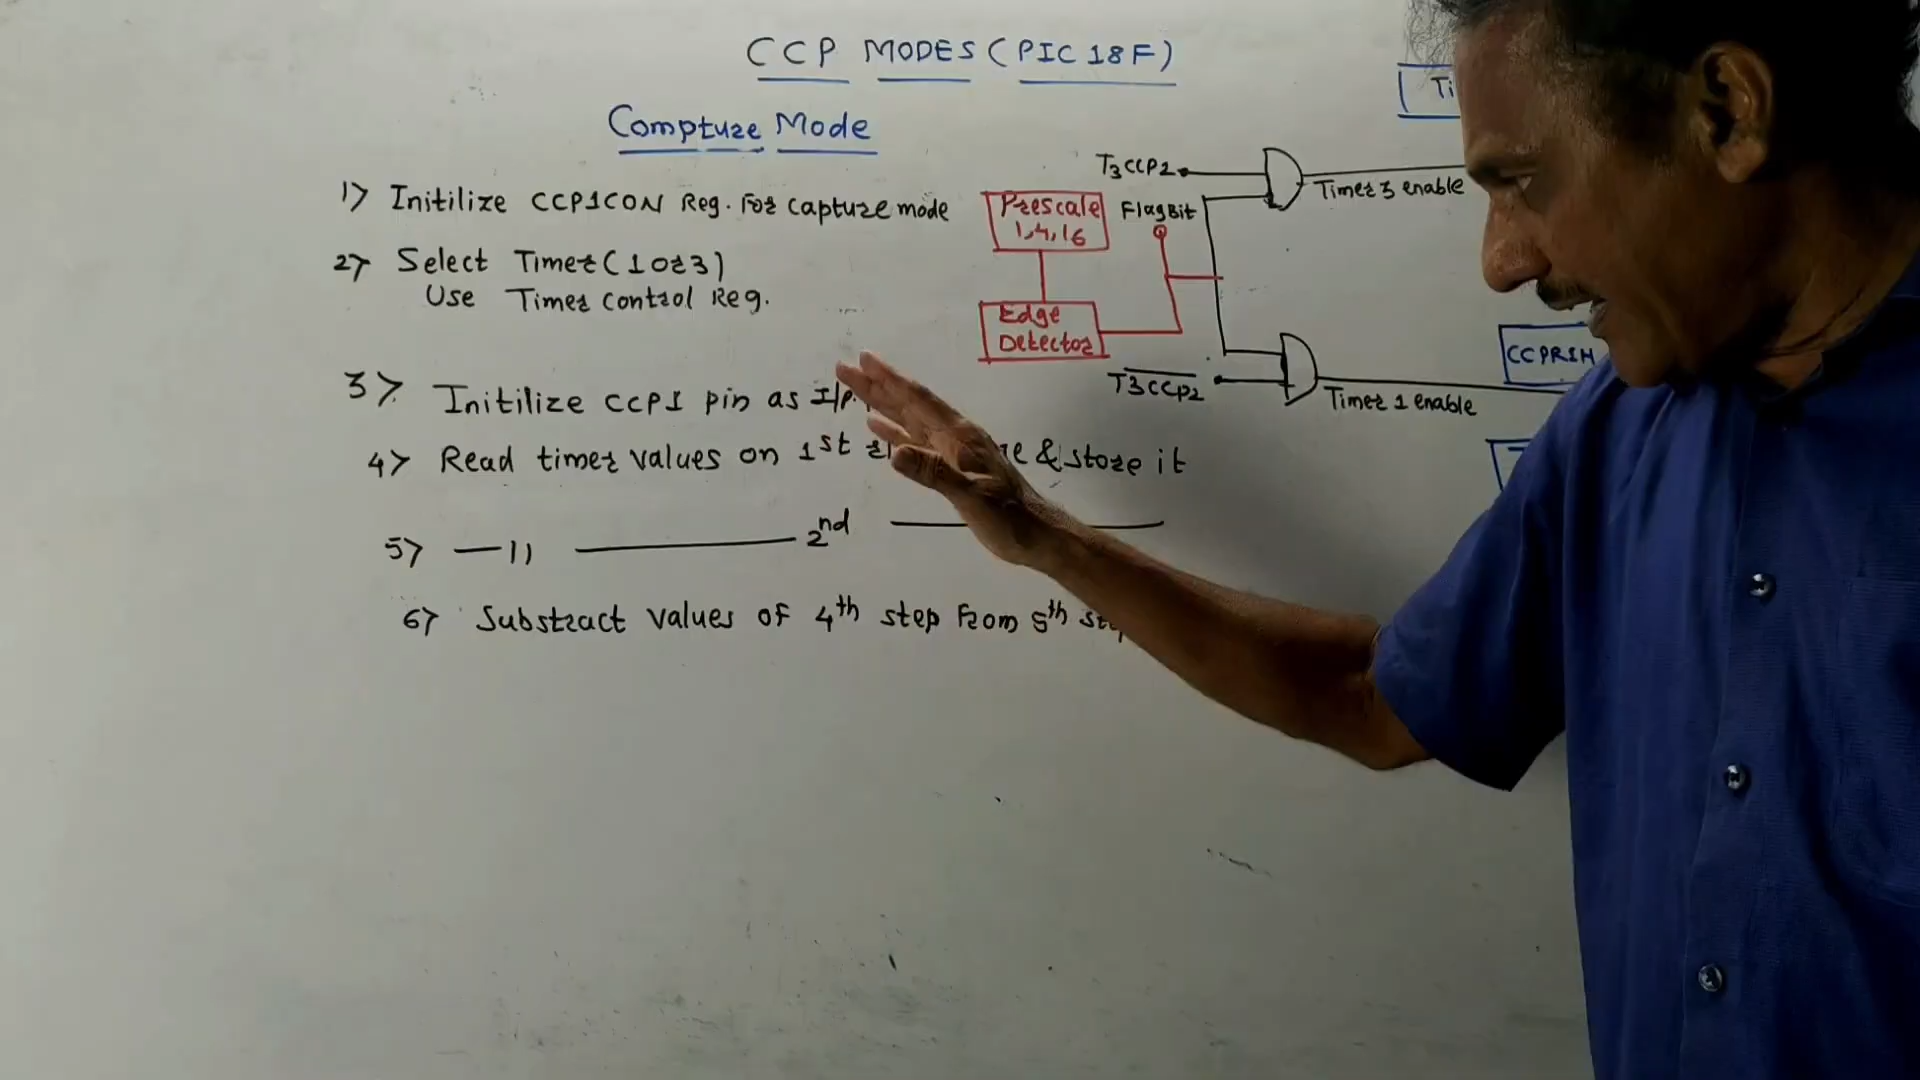 CCP MODES (PIC 18F)
Compture Mode
1) Initilize CCP1CON Reg. For capture mode
2) Select Timer (1 or 3)
Use Timer control Reg.
3) Initilize CCP1 pin as I/P.
4) Read timer values on 1st & store it
5) —11 — 2nd —
6) Substract values of 4th step from 5th
T3CCP2
Prescale
1,4,16
FlagBit
Timer 3 enable
Edge
Detector
T3CCP2
Timer 1 enable
CCPR1H